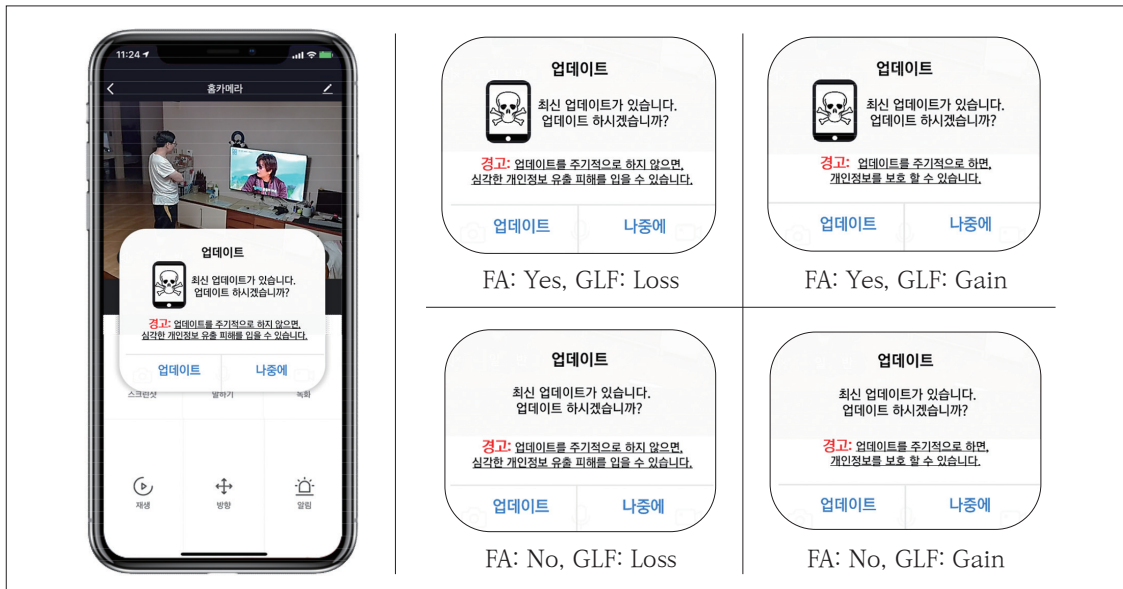 11:24
홈카메라
업데이트
최신 업데이트가 있습니다.
업데이트 하시겠습니까?
경고: 업데이트를 주기적으로 하지 않으면,
심각한 개인정보 유출 피해를 입을 수 있습니다.
업데이트 나중에
스크린샷 말하기 녹화
재생 방향 알림
업데이트
최신 업데이트가 있습니다.
업데이트 하시겠습니까?
경고: 업데이트를 주기적으로 하지 않으면,
심각한 개인정보 유출 피해를 입을 수 있습니다.
업데이트 나중에
FA: Yes, GLF: Loss
업데이트
최신 업데이트가 있습니다.
업데이트 하시겠습니까?
경고: 업데이트를 주기적으로 하면,
개인정보를 보호 할 수 있습니다.
업데이트 나중에
FA: Yes, GLF: Gain
업데이트
최신 업데이트가 있습니다.
업데이트 하시겠습니까?
경고: 업데이트를 주기적으로 하지 않으면,
심각한 개인정보 유출 피해를 입을 수 있습니다.
업데이트 나중에
FA: No, GLF: Loss
업데이트
최신 업데이트가 있습니다.
업데이트 하시겠습니까?
경고: 업데이트를 주기적으로 하면,
개인정보를 보호 할 수 있습니다.
업데이트 나중에
FA: No, GLF: Gain